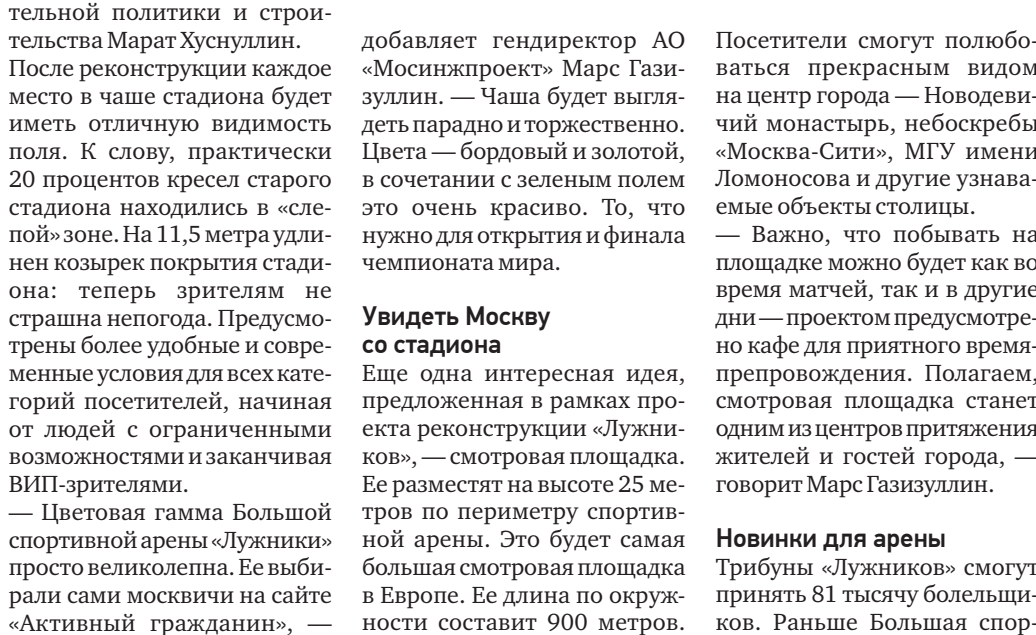 тельной политики и строи-
тельства Марат Хуснуллин.
После реконструкции каждое
место в чаше стадиона будет
иметь отличную видимость
поля. К слову, практически
20 процентов кресел старого
стадиона находились в «сле-
пой» зоне. На 11,5 метра удли-
нен козырек покрытия стади-
она: теперь зрителям не
страшна непогода. Предусмо-
трены более удобные и совре-
менные условия для всех кате-
горий посетителей, начиная
от людей с ограниченными
возможностями и заканчивая
ВИП-зрителями.
— Цветовая гамма Большой
спортивной арены «Лужники»
просто великолепна. Ее выби-
рали сами москвичи на сайте
«Активный гражданин», —
добавляет гендиректор АО
«Мосинжпроект» Марс Гази-
зуллин. — Чаша будет выгля-
деть парадно и торжественно.
Цвета — бордовый и золотой,
в сочетании с зеленым полем
это очень красиво. То, что
нужно для открытия и финала
чемпионата мира.
Увидеть Москву
со стадиона
Еще одна интересная идея,
предложенная в рамках про-
екта реконструкции «Лужни-
ков», — смотровая площадка.
Ее разместят на высоте 25 ме-
тров по периметру спортив-
ной арены. Это будет самая
большая смотровая площадка
в Европе. Ее длина по окруж-
ности составит 900 метров.
Посетители смогут полюбо-
ваться прекрасным видом
на центр города — Новодеви-
чий монастырь, небоскребы
«Москва-Сити», МГУ имени
Ломоносова и другие узнава-
емые объекты столицы.
— Важно, что побывать на
площадке можно будет как во
время матчей, так и в другие
дни — проектом предусмотре-
но кафе для приятного время-
препровождения. Полагаем,
смотровая площадка станет
одним из центров притяжения
жителей и гостей города, —
говорит Марс Газизуллин.
Новинки для арены
Трибуны «Лужников» смогут
принять 81 тысячу болельщи-
ков. Раньше Большая спор-